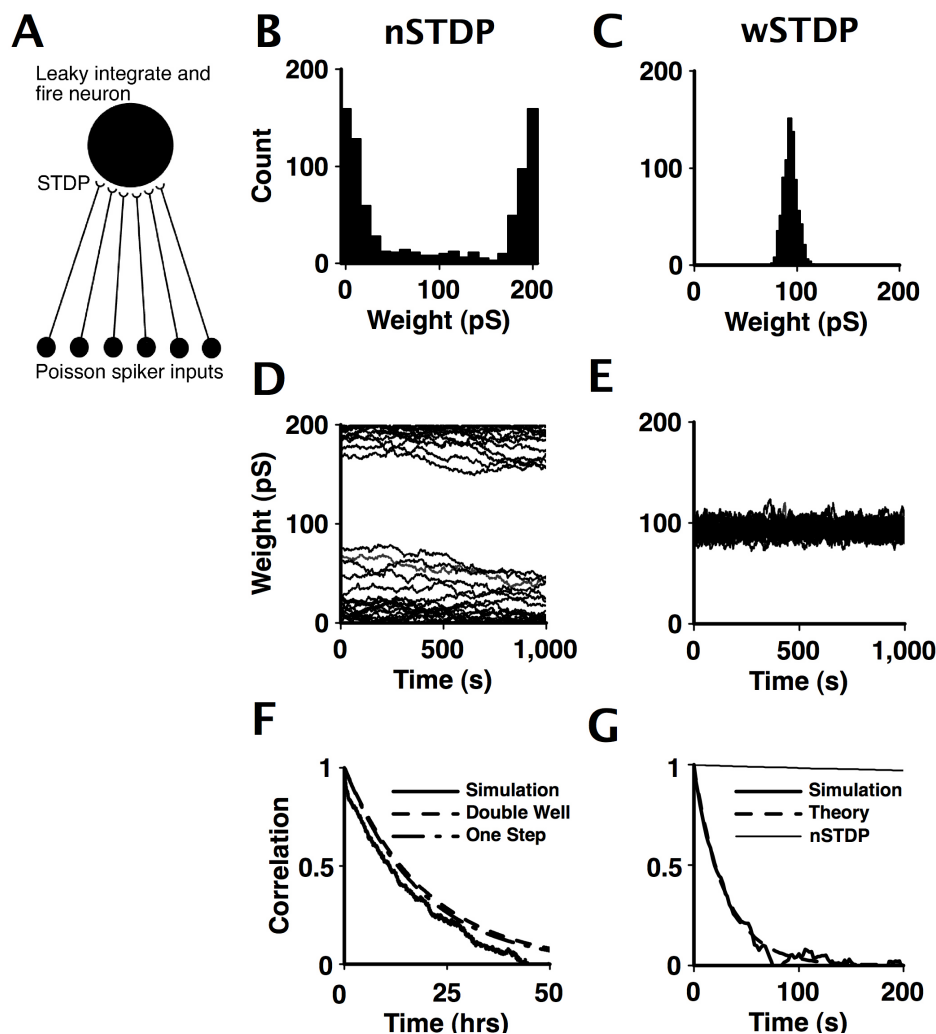 A
B
nSTDP
C
wSTDP
Leaky integrate and
fire neuron
STDP
Poisson spiker inputs
200
100
0
Count
0
100
200
Weight (pS)
200
100
0
0
100
200
Weight (pS)
D
E
200
100
0
Weight (pS)
0
500
1,000
Time (s)
200
100
0
0
500
1,000
Time (s)
F
G
1
0.5
0
Correlation
Simulation
Double Well
One Step
0
25
50
Time (hrs)
1
0.5
0
Simulation
Theory
nSTDP
0
100
200
Time (s)